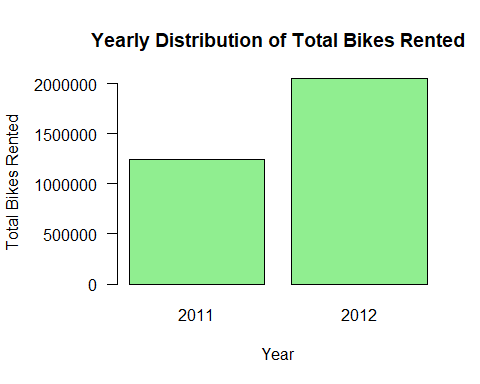 Yearly Distribution of Total Bikes Rented
Total Bikes Rented
2000000
1500000
1000000
500000
0
2011 2012
Year